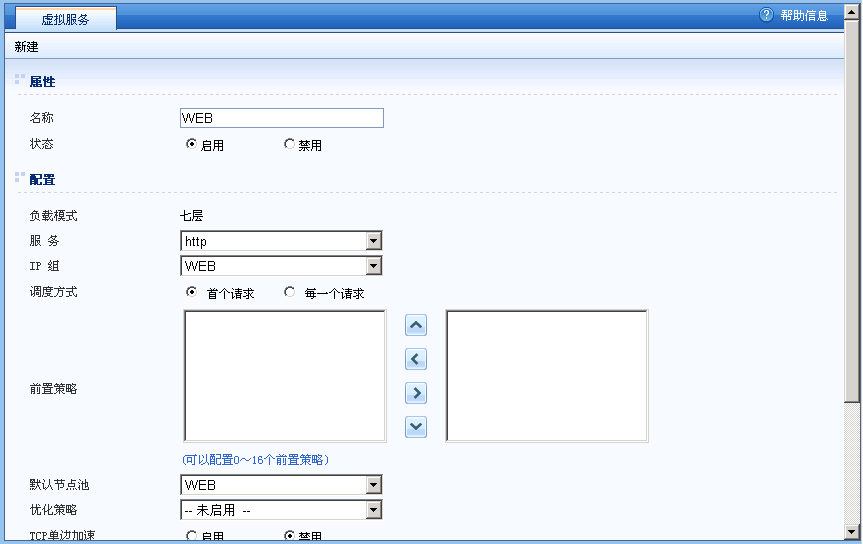 虚拟服务
帮助信息
新建
属性
名称 WEB
状态 启用 禁用
配置
负载模式 七层
服 务 http
IP 组 WEB
调度方式 首个请求 每一个请求
前置策略
(可以配置0～16个前置策略)
默认节点池 WEB
优化策略 -- 未启用 --
TCP单边加速 启用 禁用